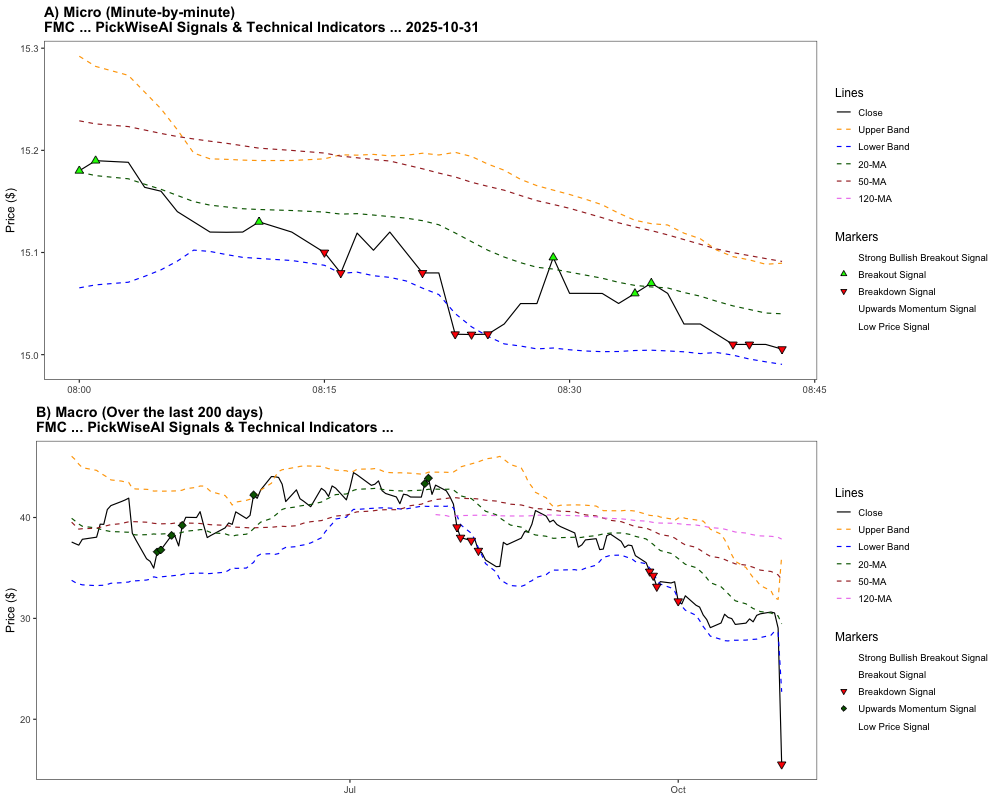 A) Micro (Minute-by-minute)
FMC ... PickWiseAI Signals & Technical Indicators ... 2025-10-31
15.3
15.2
15.1
15.0
Price ($)
08:00
08:15
08:30
08:45
Lines
Close
Upper Band
Lower Band
20-MA
50-MA
120-MA
Markers
Strong Bullish Breakout Signal
Breakout Signal
Breakdown Signal
Upwards Momentum Signal
Low Price Signal
B) Macro (Over the last 200 days)
FMC ... PickWiseAI Signals & Technical Indicators ...
40
30
20
Price ($)
Jul
Oct
Lines
Close
Upper Band
Lower Band
20-MA
50-MA
120-MA
Markers
Strong Bullish Breakout Signal
Breakout Signal
Breakdown Signal
Upwards Momentum Signal
Low Price Signal